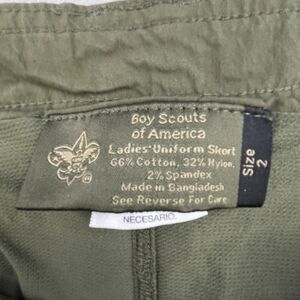 Boy Scouts
of America
Ladies' Uniform Skort
66% Cotton, 32% Nylon,
2% Spandex
Made in Bangladesh
See Reverse For Care
Size
2
NECESARIO.